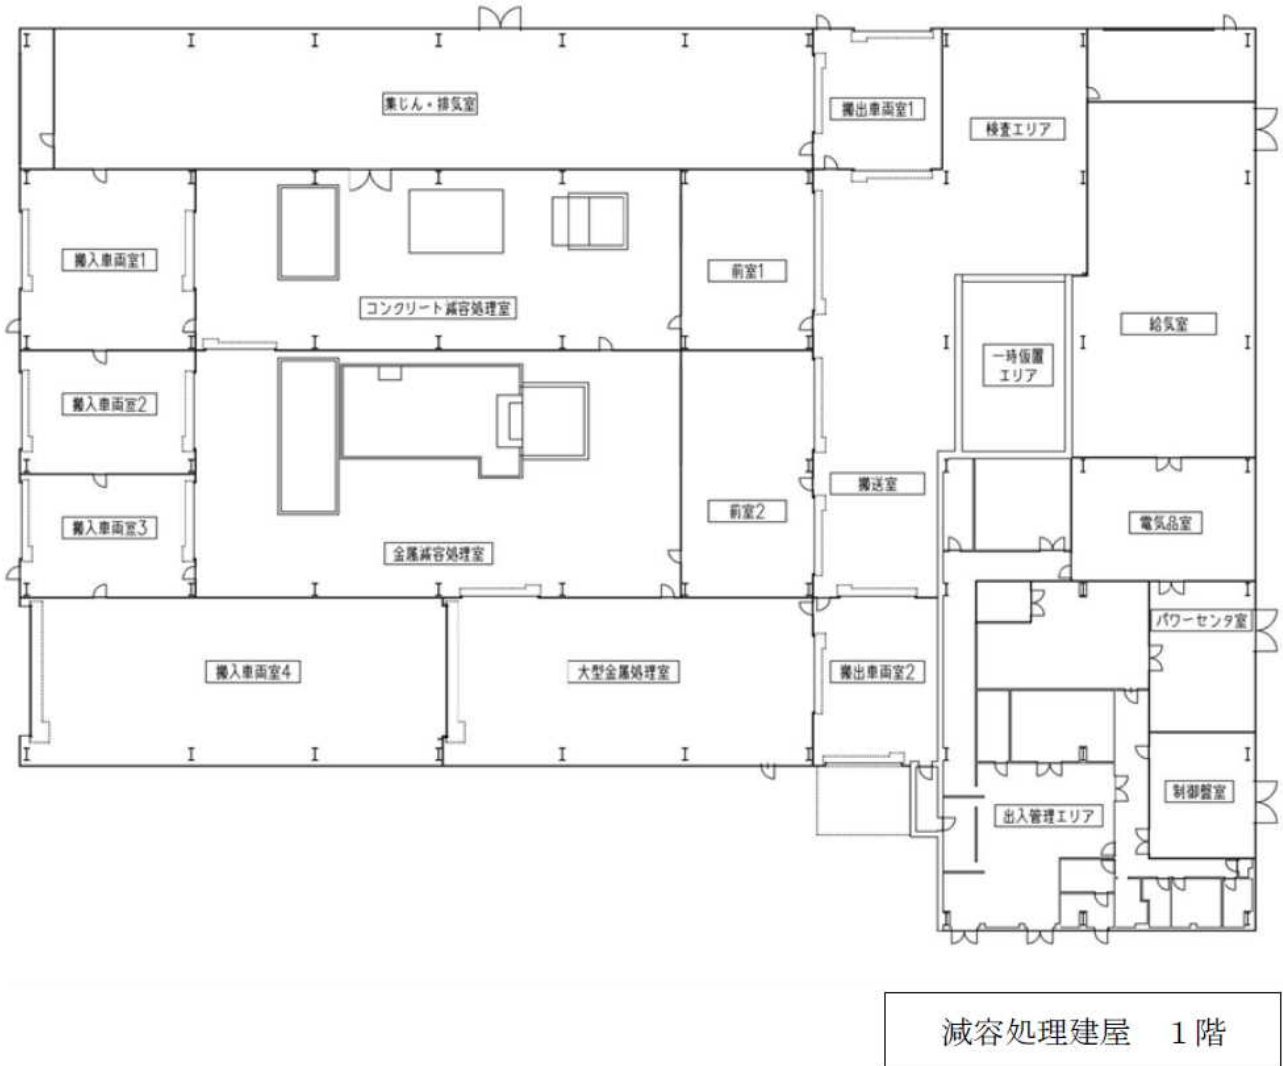 集じん・排気室
搬出車両室1
検査エリア
搬入車両室1
前室1
コンクリート減容処理室
給気室
一時仮置
エリア
搬入車両室2
搬送室
前室2
電気品室
搬入車両室3
金属減容処理室
パワーセンタ室
搬入車両室4
大型金属処理室
搬出車両室2
制御盤室
出入管理エリア
減容処理建屋　１階